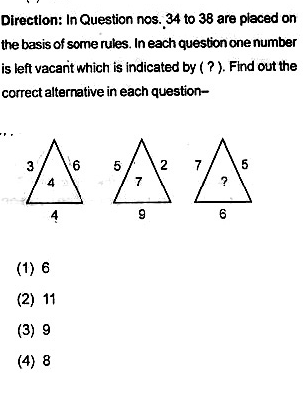 Direction: In Question nos. 34 to 38 are placed on
the basis of some rules. In each question one number
is left vacant which is indicated by ( ? ). Find out the
correct alternative in each question–
3 6 5 2 7 5
4 7 ?
4 9 6
(1) 6
(2) 11
(3) 9
(4) 8